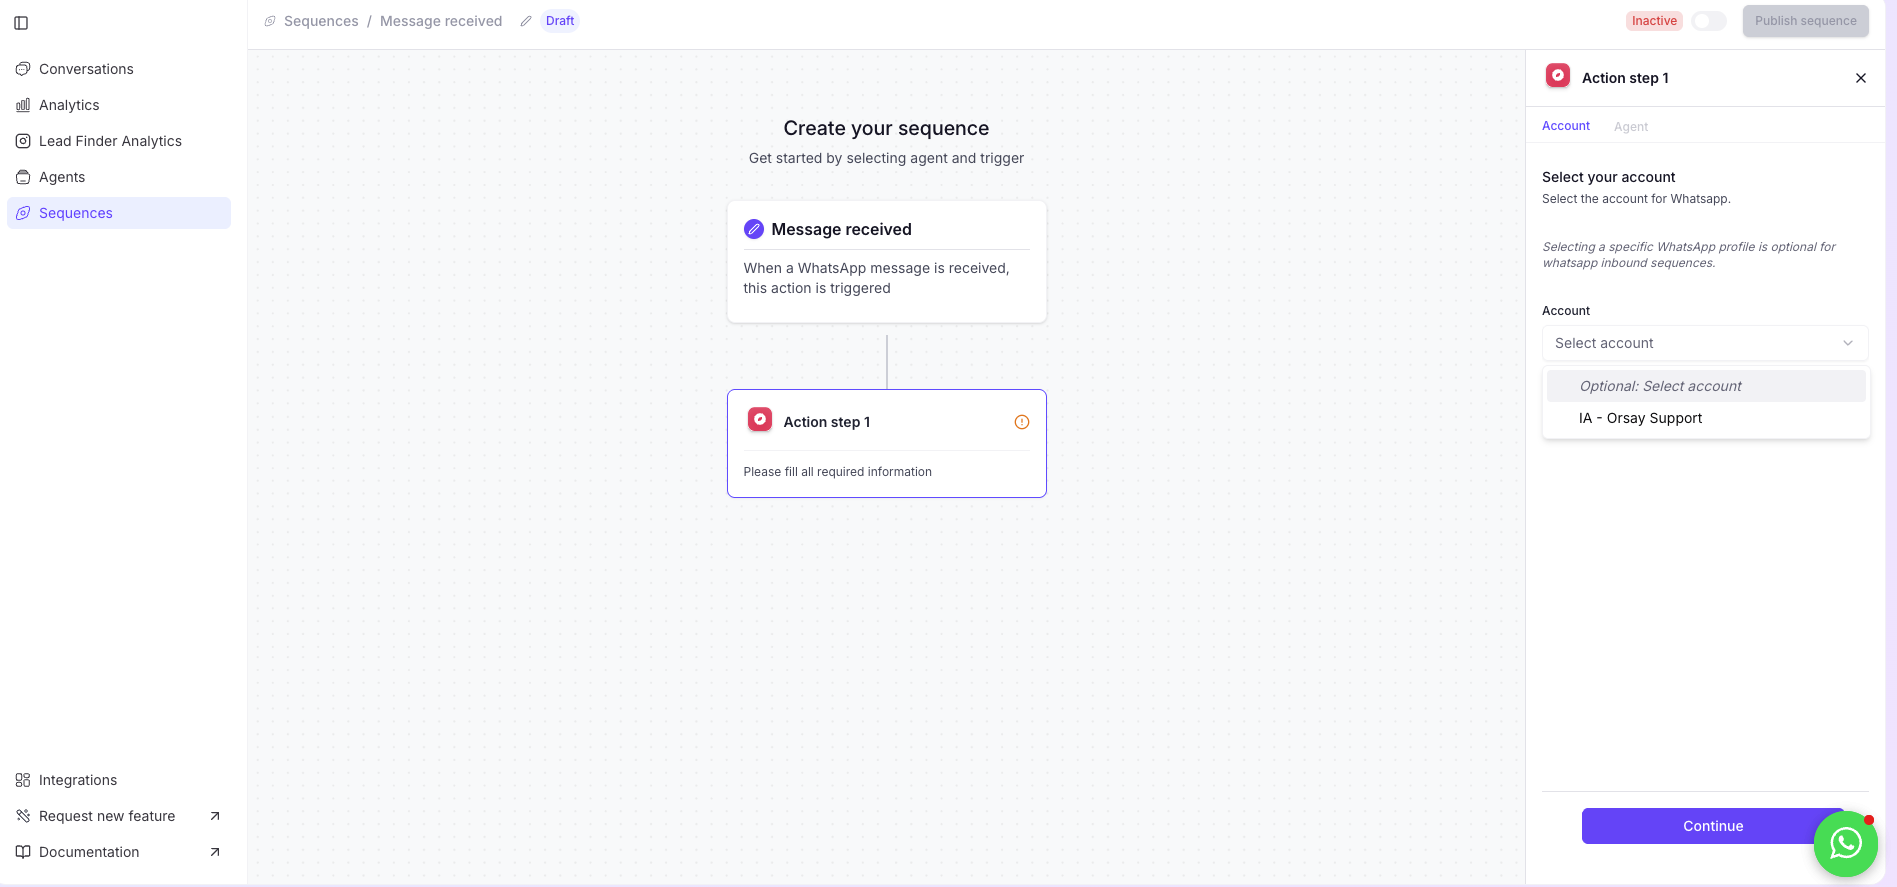 Sequences / Message received Draft
Inactive
Publish sequence
Conversations
Analytics
Lead Finder Analytics
Agents
Sequences
Integrations
Request new feature
Documentation
Create your sequence
Get started by selecting agent and trigger
Message received
When a WhatsApp message is received,
this action is triggered
Action step 1
Please fill all required information
Action step 1
Account Agent
Select your account
Select the account for Whatsapp.
Selecting a specific WhatsApp profile is optional for
whatsapp inbound sequences.
Account
Select account
Optional: Select account
IA - Orsay Support
Continue